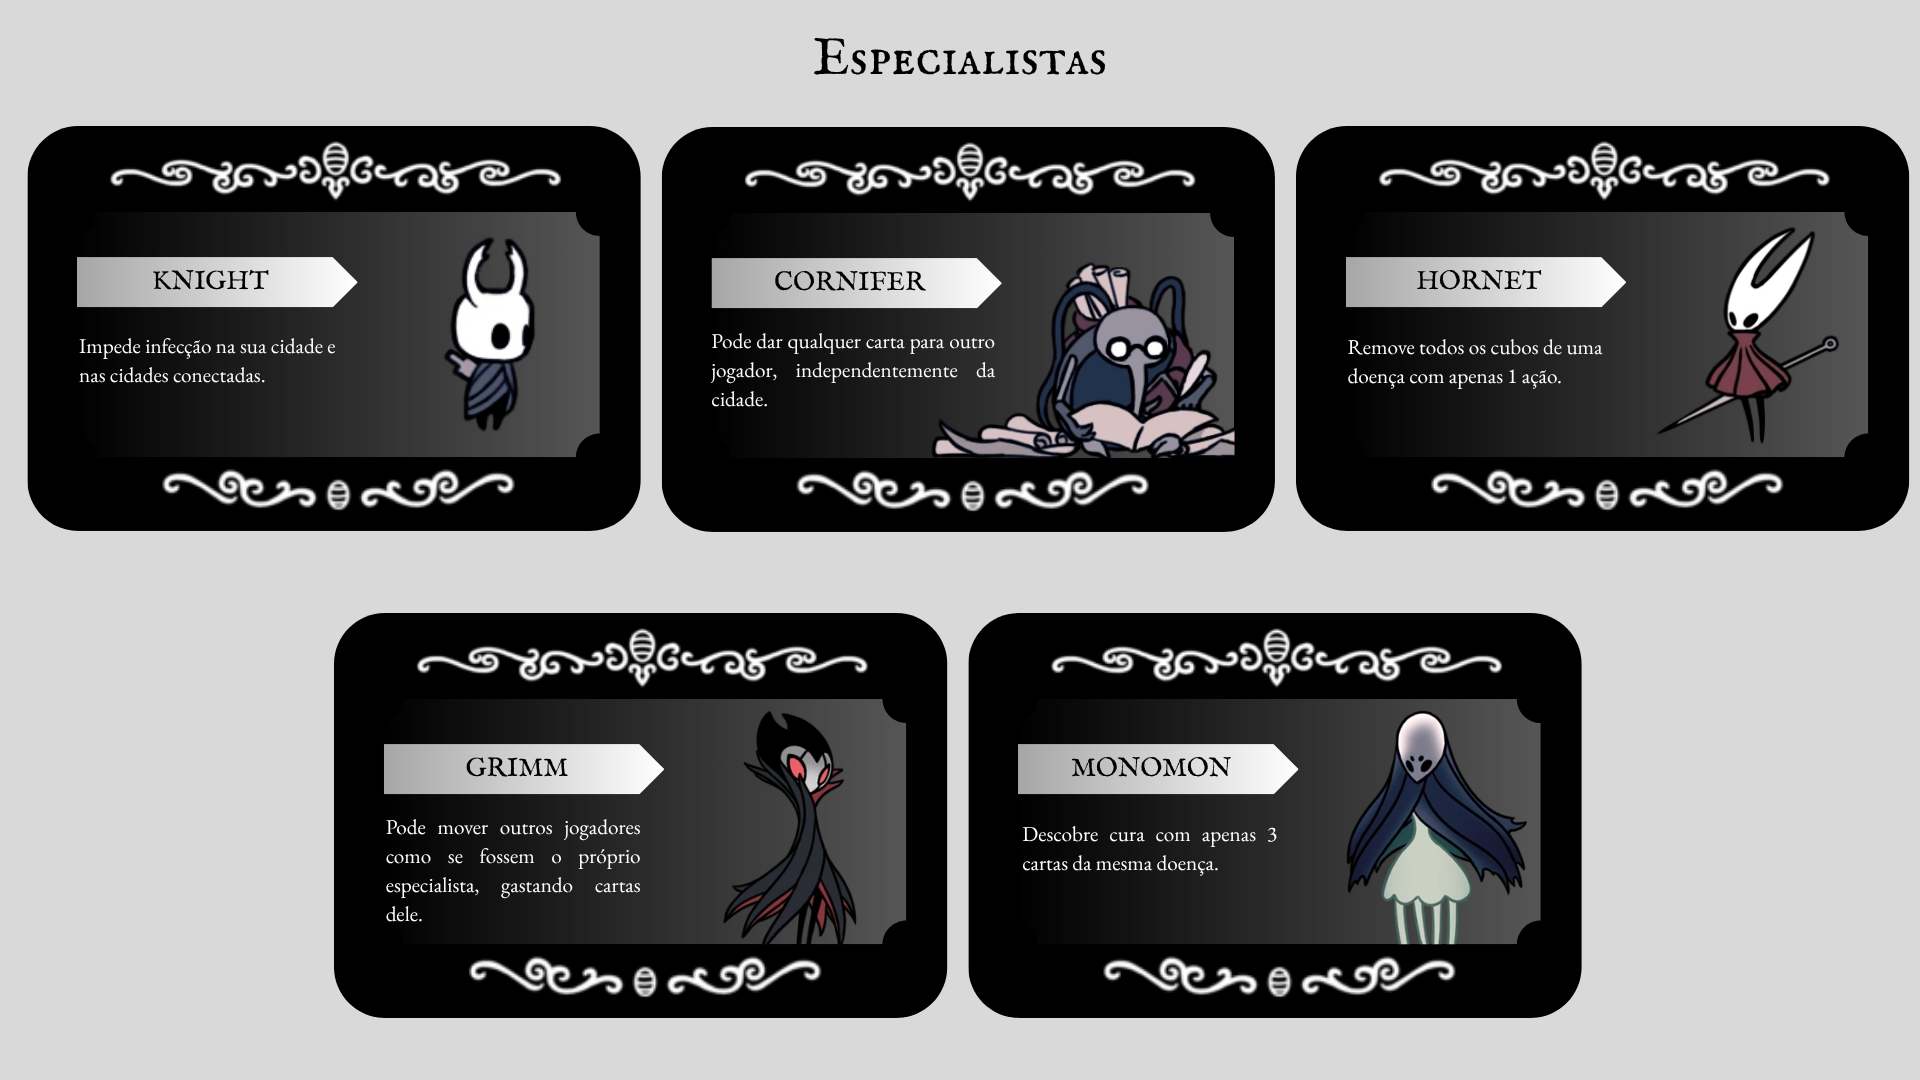 Especialistas
KNIGHT
Impede infecção na sua cidade e
nas cidades conectadas.
CORNIFER
Pode dar qualquer carta para outro
jogador, independentemente da
cidade.
HORNET
Remove todos os cubos de uma
doença com apenas 1 ação.
GRIMM
Pode mover outros jogadores
como se fossem o próprio
especialista, gastando cartas
dele.
MONOMON
Descobre cura com apenas 3
cartas da mesma doença.